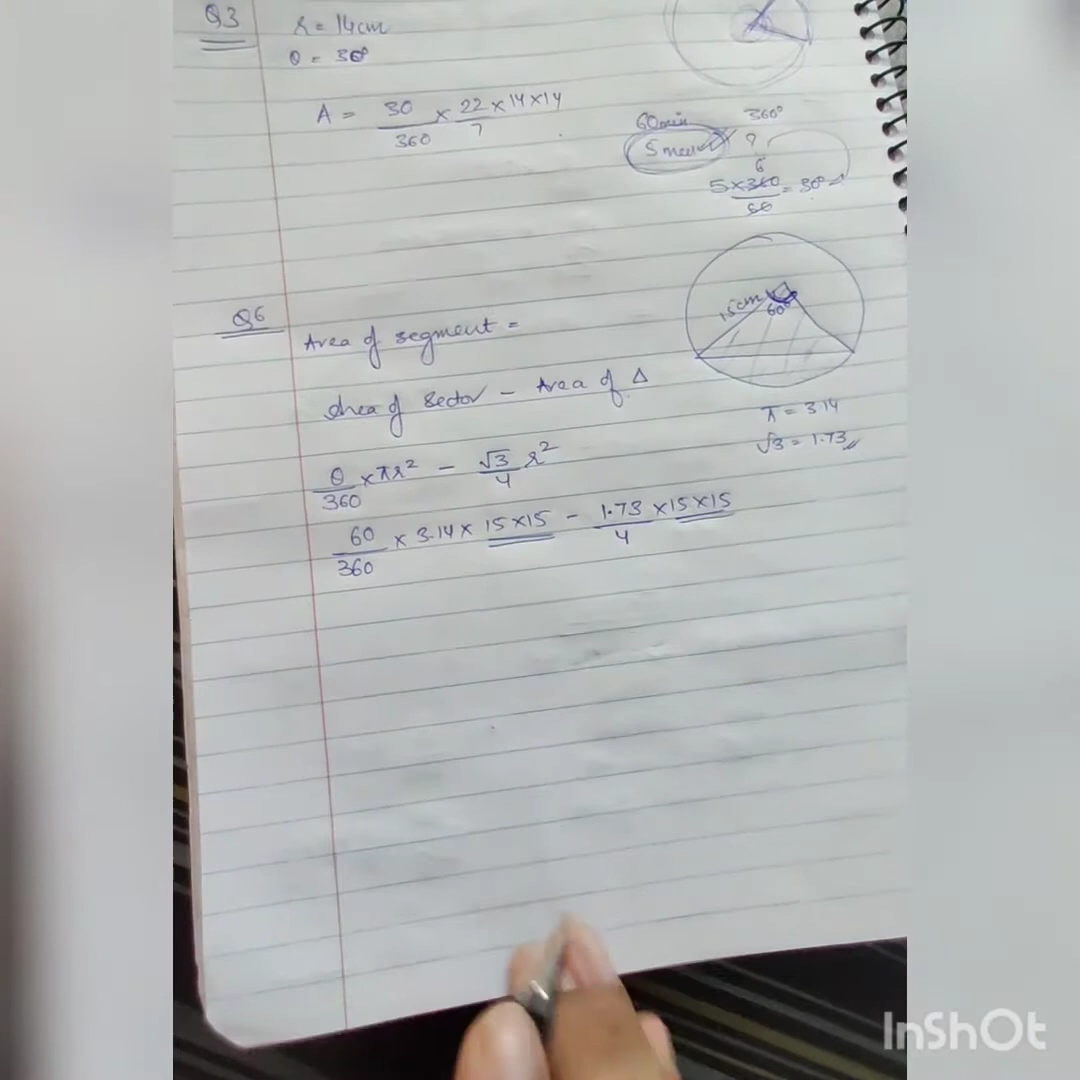 Q3
r = 14cm
θ = 30°
A = 30/360 × 22/7 × 14×14
60min 360°
5 ?
6
5×360/60 = 30°
Q6
Area of segment =
15cm
60°
Area of Sector - Area of Δ
π = 3.14
√3 = 1.73
θ/360 ×πr² - √3/4 r²
60/360 × 3.14 × 15×15 - 1.73/4 ×15×15
InShOt